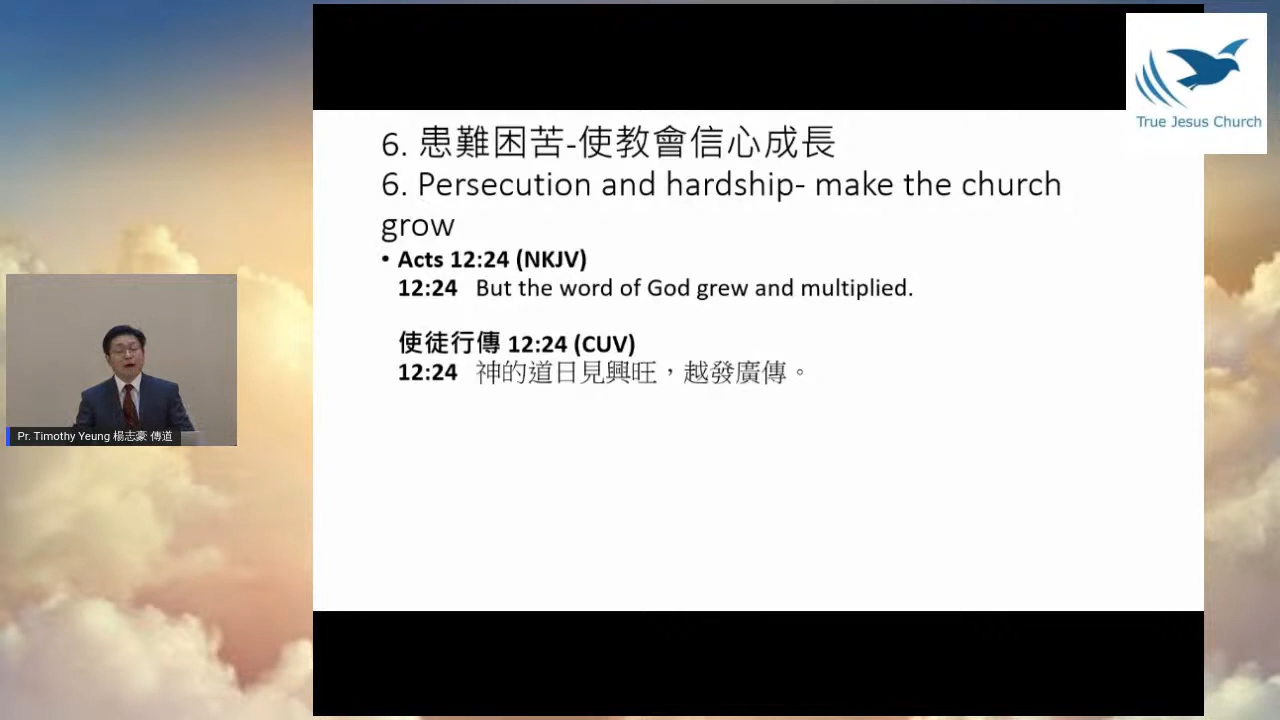 True Jesus Church
6. 患難困苦-使教會信心成長
6. Persecution and hardship- make the church
grow
• Acts 12:24 (NKJV)
12:24 But the word of God grew and multiplied.
使徒行傳 12:24 (CUV)
12:24 神的道日見興旺，越發廣傳。
Pr. Timothy Yeung 楊志豪 傳道